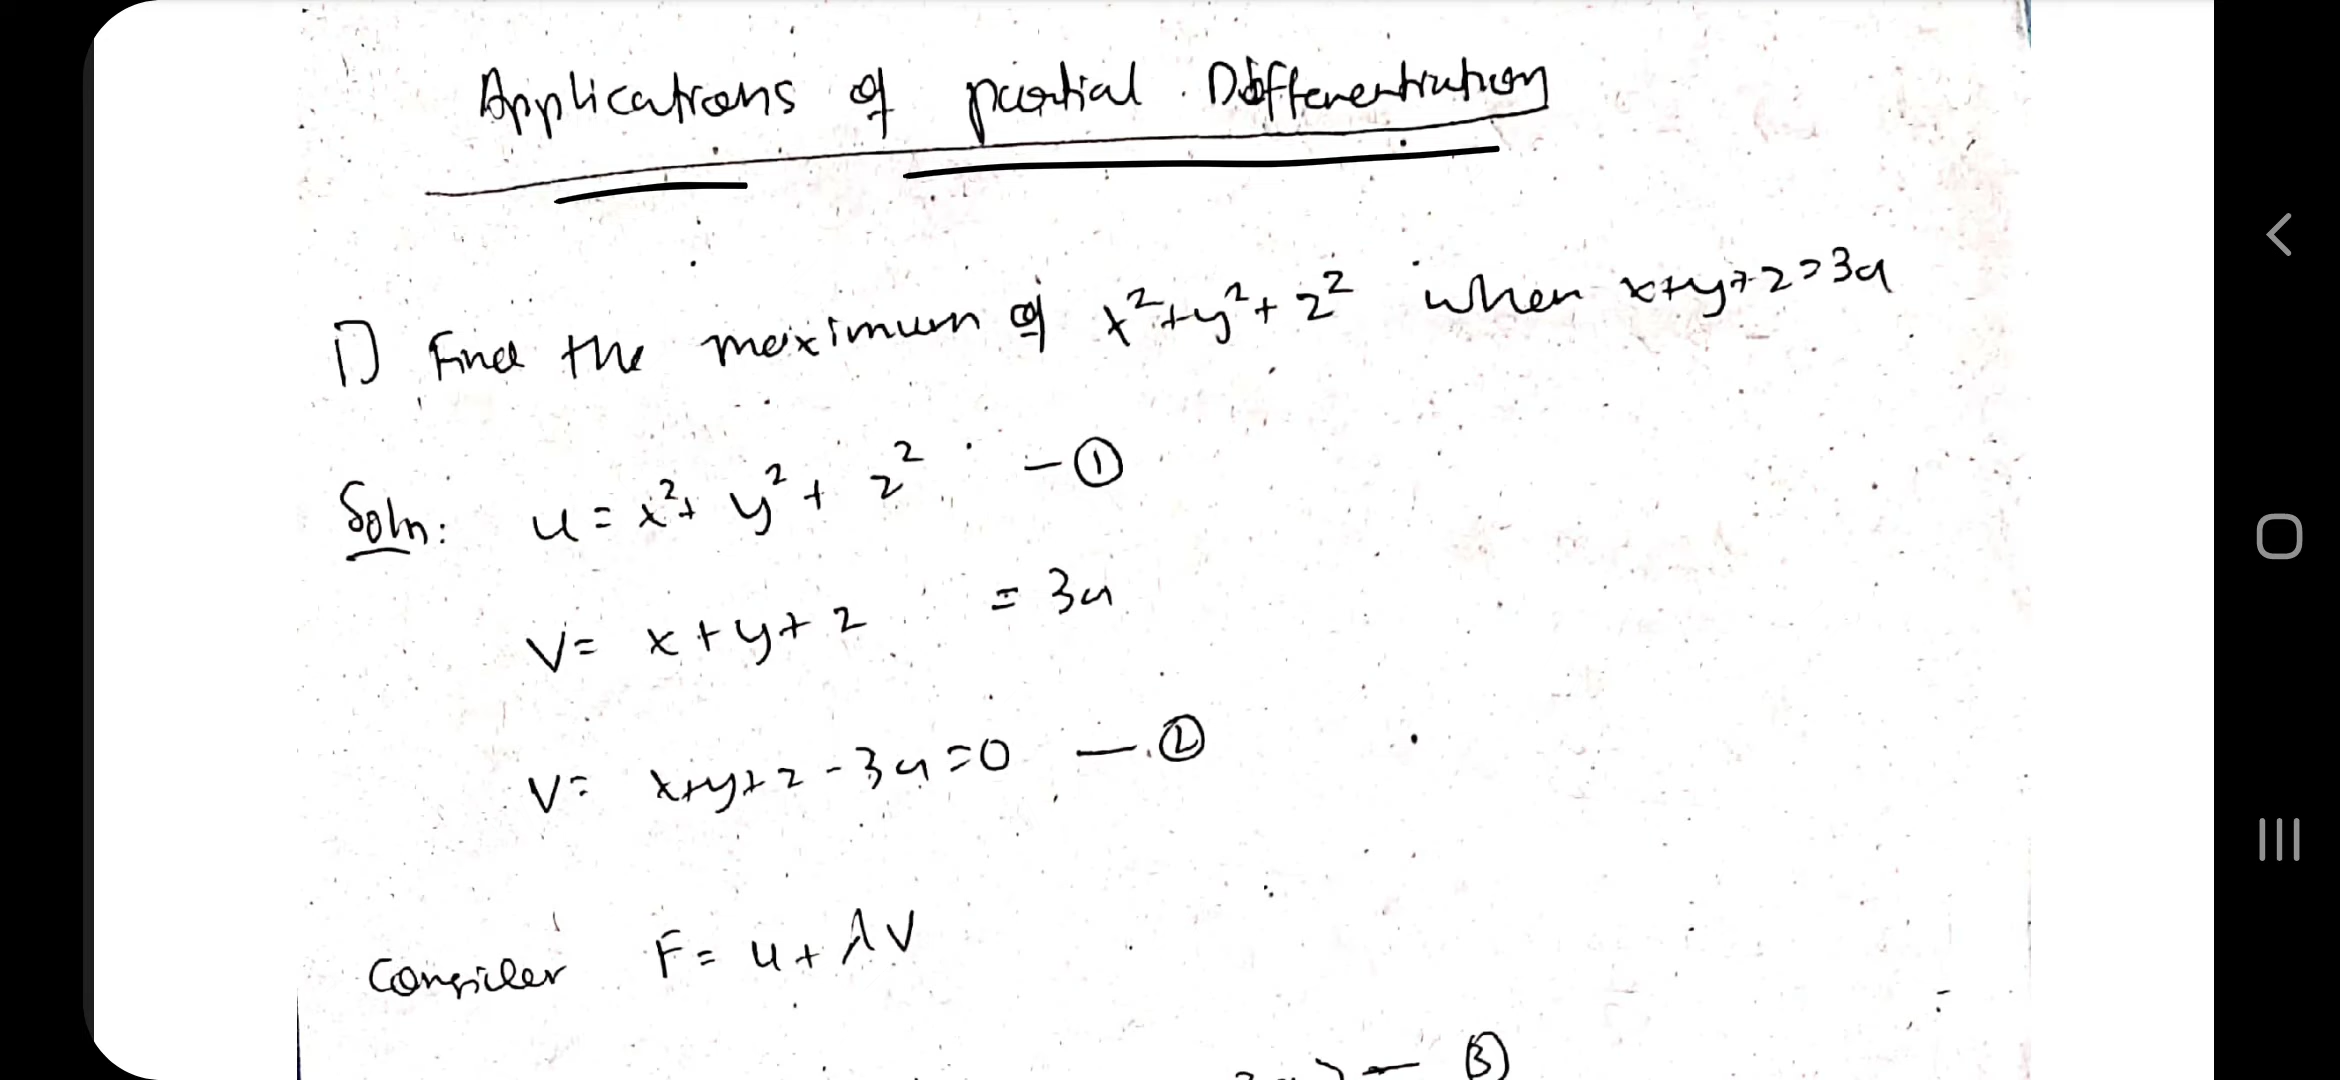 Applications of partial Differentiation
1) Find the maximum of x²+y²+z² when x+y+z=3a
Soln: u = x²+y²+z² —①
V= x+y+z = 3a
V= x+y+z-3a=0 —②
Consider F= u+λV
—③